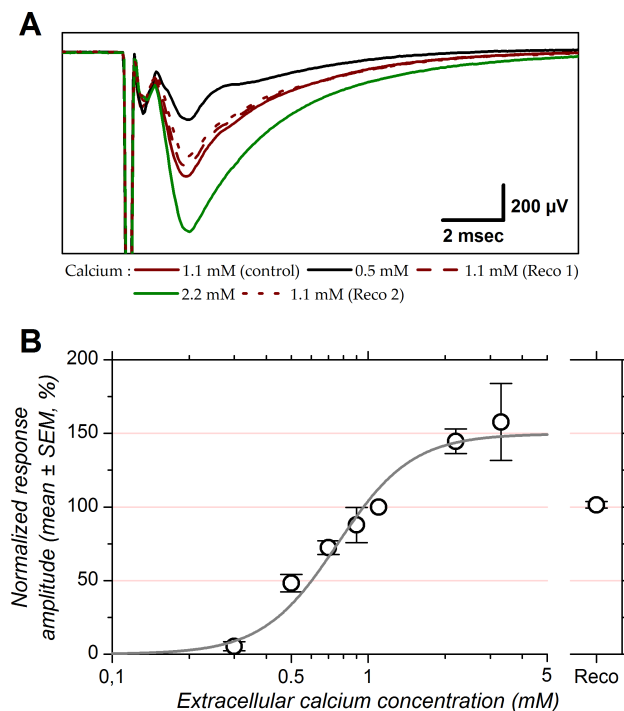 A
200 µV
2 msec
Calcium : 1.1 mM (control) 0.5 mM 1.1 mM (Reco 1)
2.2 mM 1.1 mM (Reco 2)
B
Normalized response
amplitude (mean ± SEM, %)
200
150
100
50
0
0,1 0.5 1 5 Reco
Extracellular calcium concentration (mM)